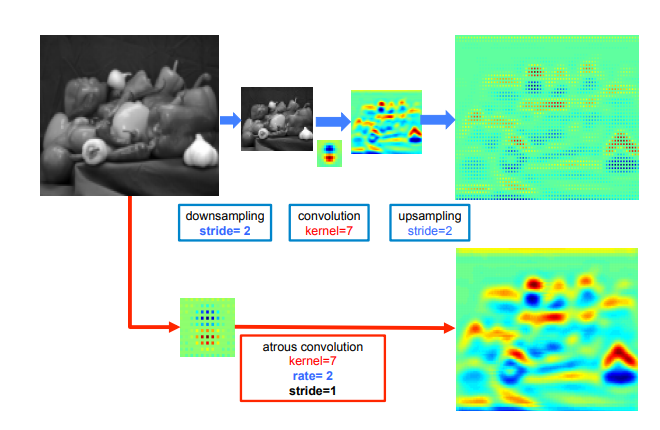 downsampling
stride= 2
convolution
kernel=7
upsampling
stride=2
atrous convolution
kernel=7
rate= 2
stride=1